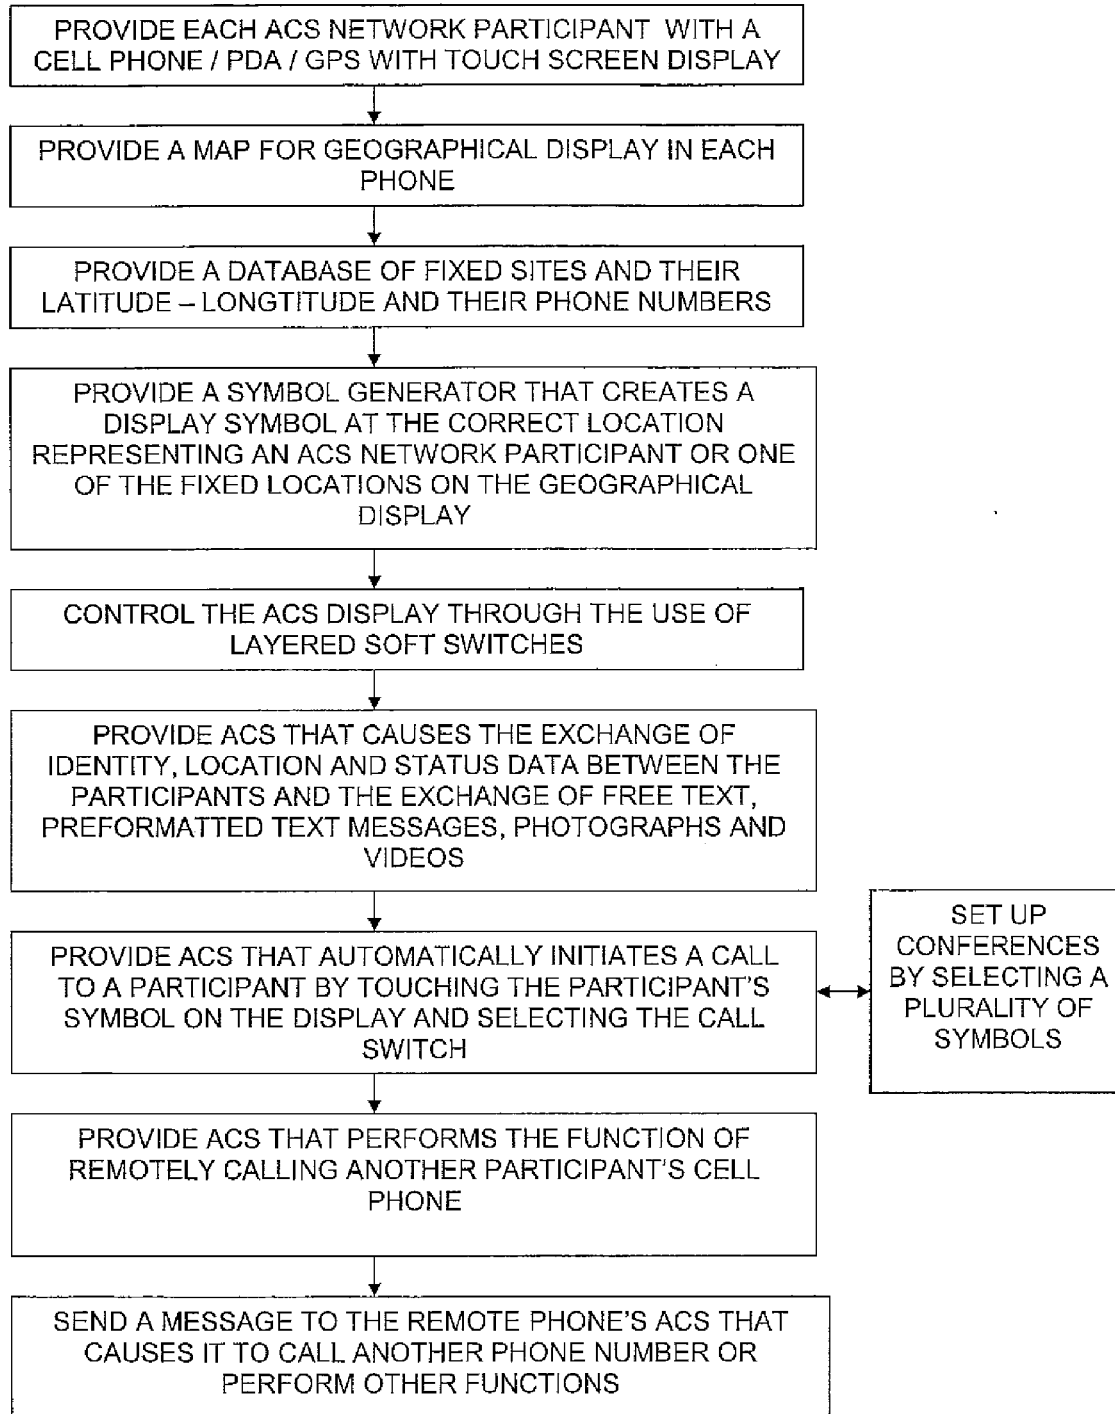 PROVIDE EACH ACS NETWORK PARTICIPANT WITH A
CELL PHONE / PDA / GPS WITH TOUCH SCREEN DISPLAY
PROVIDE A MAP FOR GEOGRAPHICAL DISPLAY IN EACH
PHONE
PROVIDE A DATABASE OF FIXED SITES AND THEIR
LATITUDE – LONGTITUDE AND THEIR PHONE NUMBERS
PROVIDE A SYMBOL GENERATOR THAT CREATES A
DISPLAY SYMBOL AT THE CORRECT LOCATION
REPRESENTING AN ACS NETWORK PARTICIPANT OR ONE
OF THE FIXED LOCATIONS ON THE GEOGRAPHICAL
DISPLAY
CONTROL THE ACS DISPLAY THROUGH THE USE OF
LAYERED SOFT SWITCHES
PROVIDE ACS THAT CAUSES THE EXCHANGE OF
IDENTITY, LOCATION AND STATUS DATA BETWEEN THE
PARTICIPANTS AND THE EXCHANGE OF FREE TEXT,
PREFORMATTED TEXT MESSAGES, PHOTOGRAPHS AND
VIDEOS
PROVIDE ACS THAT AUTOMATICALLY INITIATES A CALL
TO A PARTICIPANT BY TOUCHING THE PARTICIPANT'S
SYMBOL ON THE DISPLAY AND SELECTING THE CALL
SWITCH
SET UP
CONFERENCES
BY SELECTING A
PLURALITY OF
SYMBOLS
PROVIDE ACS THAT PERFORMS THE FUNCTION OF
REMOTELY CALLING ANOTHER PARTICIPANT'S CELL
PHONE
SEND A MESSAGE TO THE REMOTE PHONE'S ACS THAT
CAUSES IT TO CALL ANOTHER PHONE NUMBER OR
PERFORM OTHER FUNCTIONS